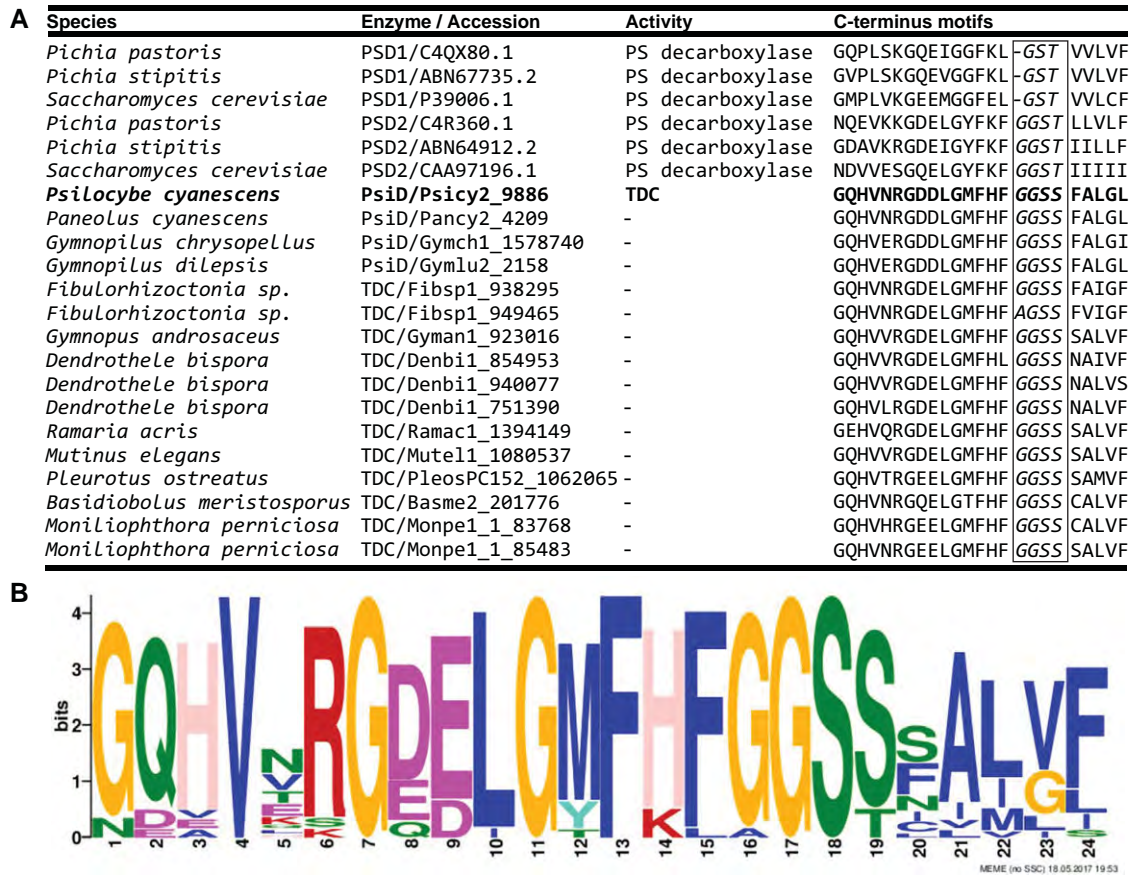 A Species Enzyme / Accession Activity C-terminus motifs
Pichia pastoris PSD1/C4QX80.1 PS decarboxylase GQPLSKGQEIGGFKL -GST VVLVF
Pichia stipitis PSD1/ABN67735.2 PS decarboxylase GVPLSKGQEVGGFKL -GST VVLVF
Saccharomyces cerevisiae PSD1/P39006.1 PS decarboxylase GMPLVKGEEMGGFEL -GST VVLCF
Pichia pastoris PSD2/C4R360.1 PS decarboxylase NQEVKKGDELGYFKF GGST LLVLF
Pichia stipitis PSD2/ABN64912.2 PS decarboxylase GDAVKRGDEIGYFKF GGST IILLF
Saccharomyces cerevisiae PSD2/CAA97196.1 PS decarboxylase NDVVESGQELGYFKF GGST IIIII
Psilocybe cyanescens PsiD/Psicy2_9886 TDC GQHVNRGDDLGMFHF GGSS FALGL
Paneolus cyanescens PsiD/Pancy2_4209 - GQHVNRGDDLGMFHF GGSS FALGL
Gymnopilus chrysopellus PsiD/Gymch1_1578740 - GQHVERGDDLGMFHF GGSS FALGI
Gymnopilus dilepsis PsiD/Gymlu2_2158 - GQHVERGDDLGMFHF GGSS FALGL
Fibulorhizoctonia sp. TDC/Fibsp1_938295 - GQHVNRGDELGMFHF GGSS FAIGF
Fibulorhizoctonia sp. TDC/Fibsp1_949465 - GQHVNRGDELGMFHF AGSS FVIGF
Gymnopus androsaceus TDC/Gyman1_923016 - GQHVVRGDELGMFHF GGSS SALVF
Dendrothele bispora TDC/Denbi1_854953 - GQHVVRGDELGMFHL GGSS NAIVF
Dendrothele bispora TDC/Denbi1_940077 - GQHVVRGDELGMFHF GGSS NALVS
Dendrothele bispora TDC/Denbi1_751390 - GQHVLRGDELGMFHF GGSS NALVF
Ramaria acris TDC/Ramac1_1394149 - GEHVQRGDELGMFHF GGSS SALVF
Mutinus elegans TDC/Mutel1_1080537 - GQHVVRGDELGMFHF GGSS SALVF
Pleurotus ostreatus TDC/PleosPC152_1062065 - GQHVTRGEELGMFHF GGSS SAMVF
Basidiobolus meristosporus TDC/Basme2_201776 - GQHVNRGQELGTFHF GGSS CALVF
Moniliophthora perniciosa TDC/Monpe1_1_83768 - GQHVHRGEELGMFHF GGSS CALVF
Moniliophthora perniciosa TDC/Monpe1_1_85483 - GQHVNRGEELGMFHF GGSS SALVF
B
bits
4
3
2
1
0
GQHVNRGDELGMFHFGGSSSALVF
1 2 3 4 5 6 7 8 9 10 11 12 13 14 15 16 17 18 19 20 21 22 23 24
MEME (no SSC) 18.05.2017 19:53